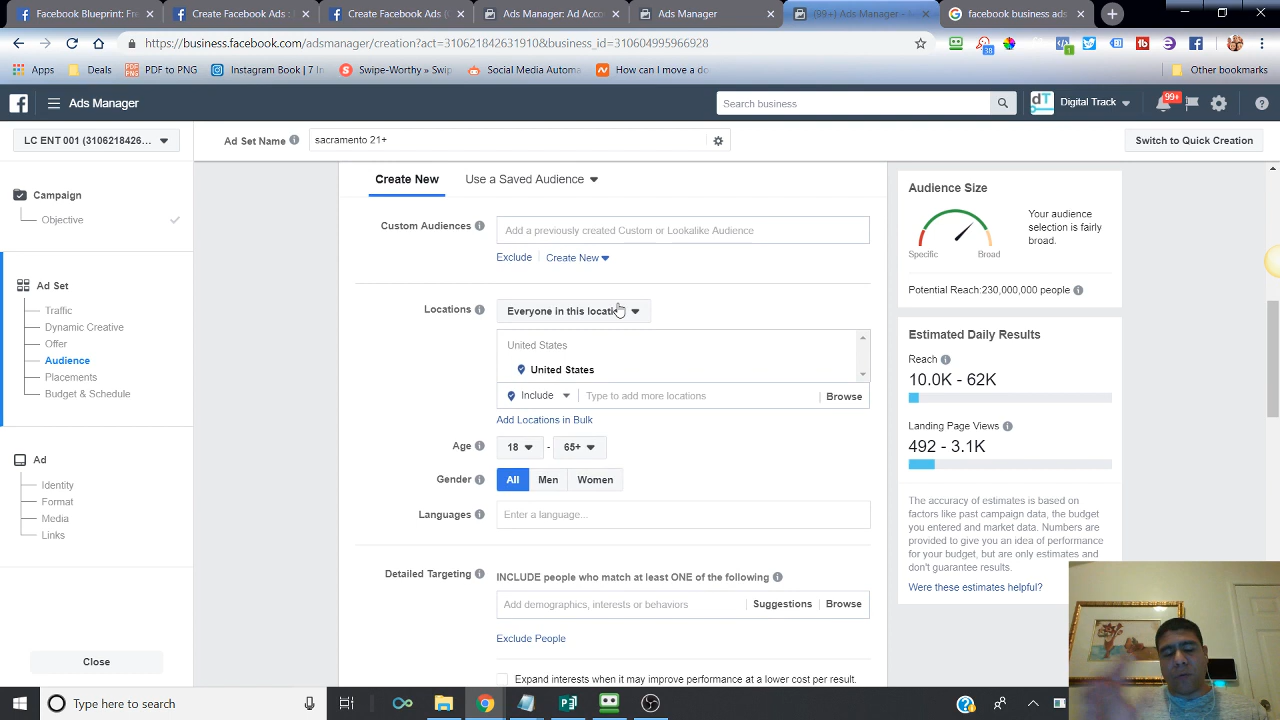 Facebook Blueprint: Fre
Create Facebook Ads :
Create Facebook Ads (
Ads Manager: Ad Acco
Ads Manager
(99+) Ads Manager -
facebook business ads
https://business.facebook.com/adsmanager/creation?act=3106218426319108&business_id=310604995966928
38
1
Apps
Deals
PDF to PNG
Instagram Book | 7 In
Swipe-Worthy » Swip
Social Media Automa
How can I move a do
Other bookmarks
Ads Manager
Search business
dT
Digital Track
99+
LC ENT 001 (3106218426...
Ad Set Name
sacramento 21+
Switch to Quick Creation
Campaign
Objective
Ad Set
Traffic
Dynamic Creative
Offer
Audience
Placements
Budget & Schedule
Ad
Identity
Format
Media
Links
Close
Create New
Use a Saved Audience
Custom Audiences
Add a previously created Custom or Lookalike Audience
Exclude
Create New
Locations
Everyone in this locatio
United States
United States
Include
Type to add more locations
Browse
Add Locations in Bulk
Age
18
-
65+
Gender
All
Men
Women
Languages
Enter a language...
Detailed Targeting
INCLUDE people who match at least ONE of the following
Add demographics, interests or behaviors
Suggestions
Browse
Exclude People
Expand interests when it may improve performance at a lower cost per result.
Audience Size
Specific
Broad
Your audience
selection is fairly
broad.
Potential Reach:230,000,000 people
Estimated Daily Results
Reach
10.0K - 62K
Landing Page Views
492 - 3.1K
The accuracy of estimates is based on
factors like past campaign data, the budget
you entered and market data. Numbers are
provided to give you an idea of performance
for your budget, but are only estimates and
don't guarantee results.
Were these estimates helpful?
Type here to search